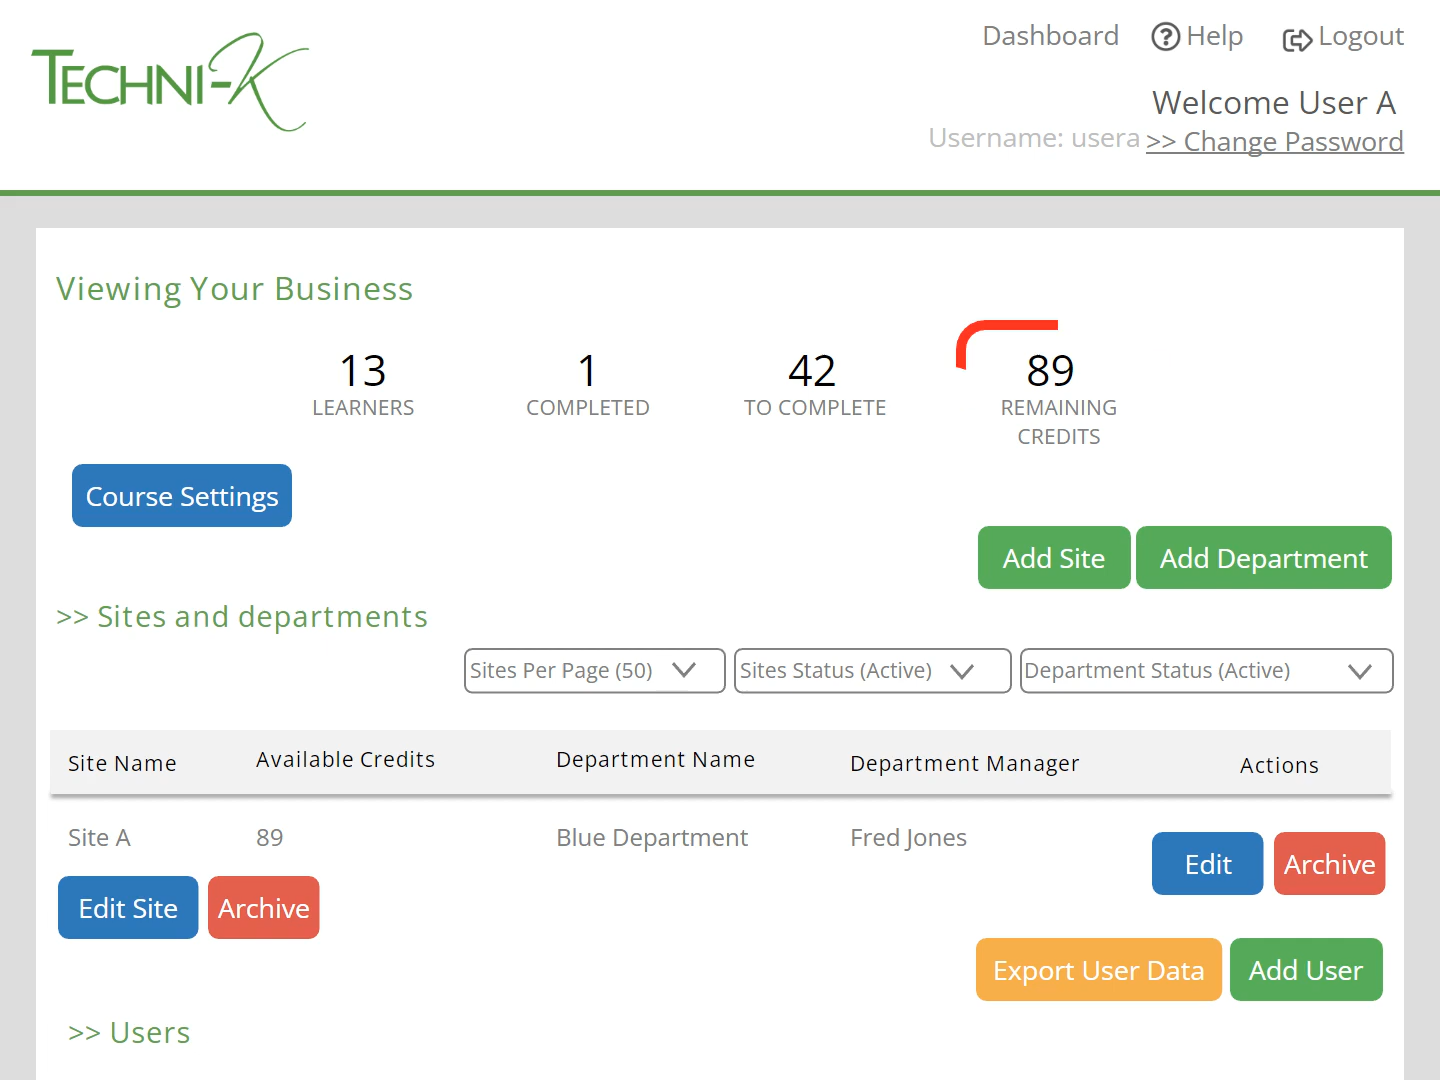 TECHNI-K
Dashboard ? Help Logout
Welcome User A
Username: usera >> Change Password
Viewing Your Business
13 1 42 89
LEARNERS COMPLETED TO COMPLETE REMAINING CREDITS
Course Settings
Add Site Add Department
>> Sites and departments
Sites Per Page (50) Sites Status (Active) Department Status (Active)
Site Name Available Credits Department Name Department Manager Actions
Site A 89 Blue Department Fred Jones
Edit Archive
Edit Site Archive
Export User Data Add User
>> Users